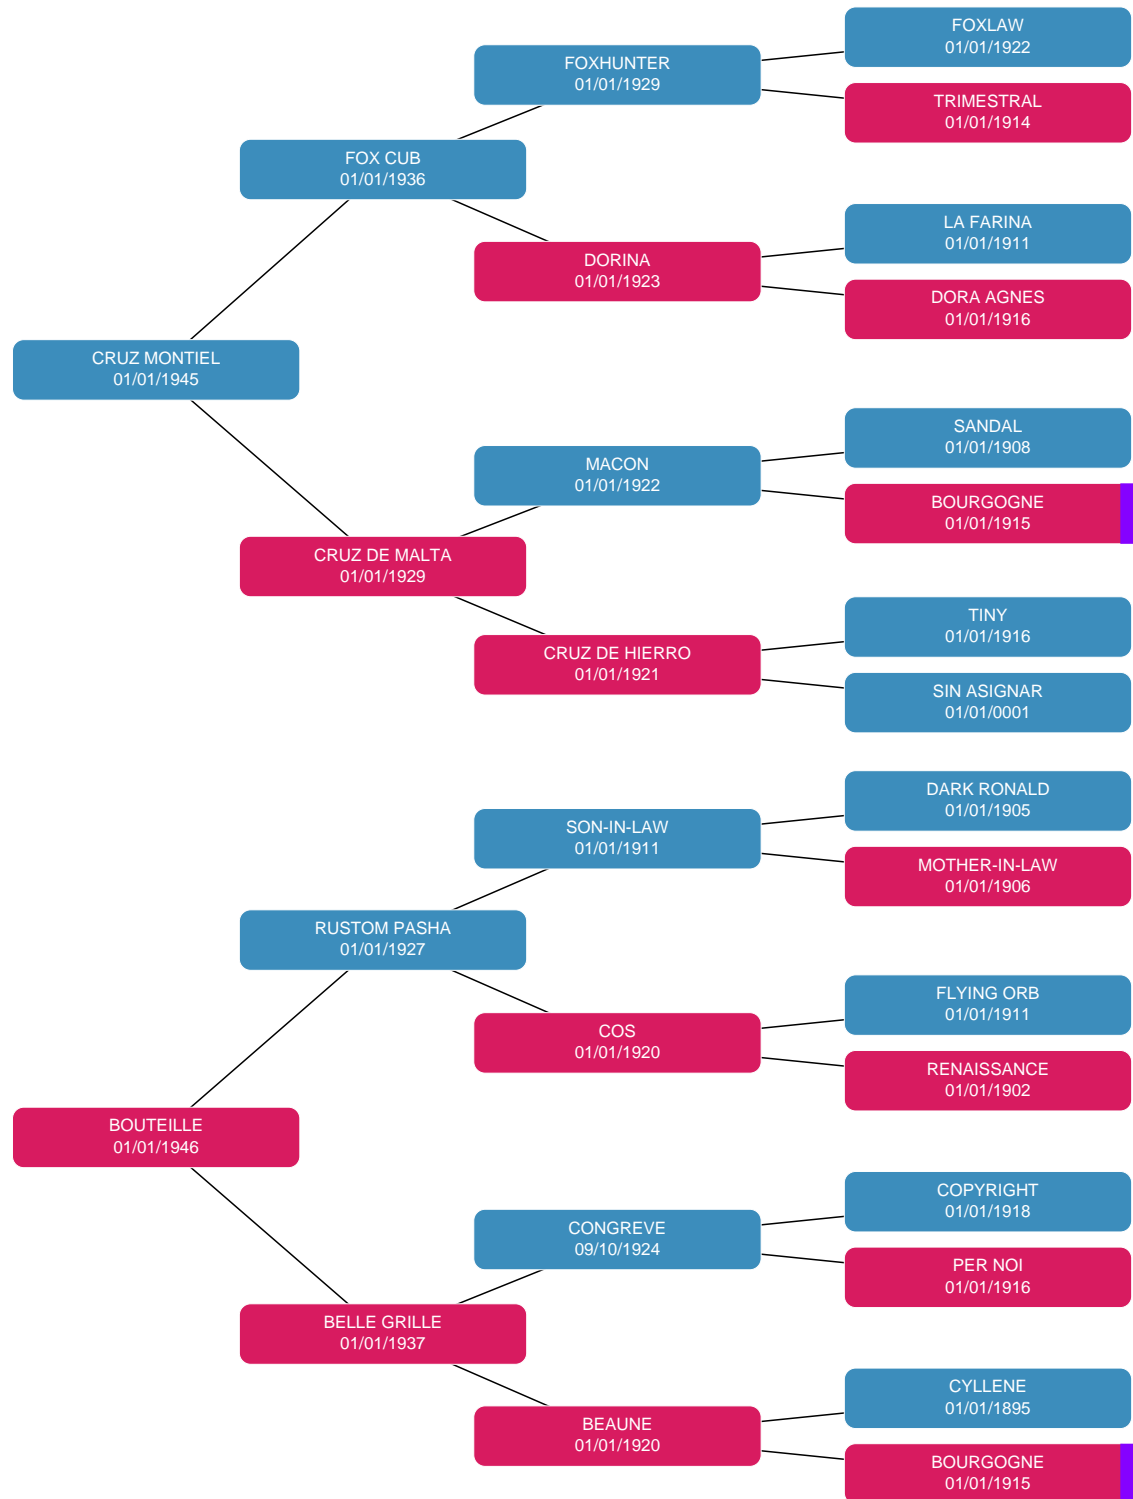 FOXLAW
01/01/1922
FOXHUNTER
01/01/1929
TRIMESTRAL
01/01/1914
FOX CUB
01/01/1936
LA FARINA
01/01/1911
DORINA
01/01/1923
DORA AGNES
01/01/1916
CRUZ MONTIEL
01/01/1945
SANDAL
01/01/1908
MACON
01/01/1922
BOURGOGNE
01/01/1915
CRUZ DE MALTA
01/01/1929
TINY
01/01/1916
CRUZ DE HIERRO
01/01/1921
SIN ASIGNAR
01/01/0001
DARK RONALD
01/01/1905
SON-IN-LAW
01/01/1911
MOTHER-IN-LAW
01/01/1906
RUSTOM PASHA
01/01/1927
FLYING ORB
01/01/1911
COS
01/01/1920
RENAISSANCE
01/01/1902
BOUTEILLE
01/01/1946
COPYRIGHT
01/01/1918
CONGREVE
09/10/1924
PER NOI
01/01/1916
BELLE GRILLE
01/01/1937
CYLLENE
01/01/1895
BEAUNE
01/01/1920
BOURGOGNE
01/01/1915